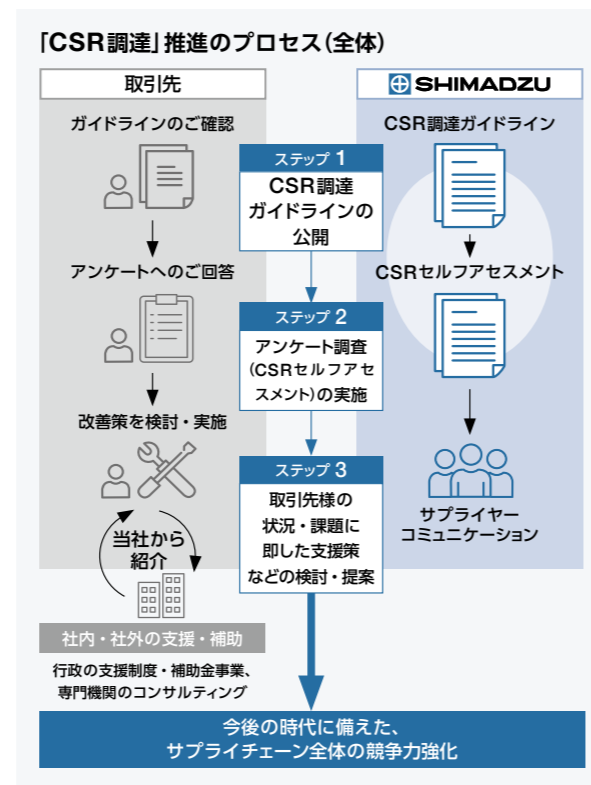 「CSR調達」推進のプロセス(全体)
取引先
SHIMADZU
ガイドラインのご確認
CSR調達ガイドライン
ステップ 1
CSR調達
ガイドラインの
公開
アンケートへのご回答
CSRセルフアセスメント
ステップ 2
アンケート調査
(CSRセルフアセ
スメント)の実施
改善策を検討・実施
ステップ 3
取引先様の
状況・課題に
即した支援策
などの検討・提案
サプライヤー
コミュニケーション
当社から
紹介
社内・社外の支援・補助
行政の支援制度・補助金事業、
専門機関のコンサルティング
今後の時代に備えた、
サプライチェーン全体の競争力強化